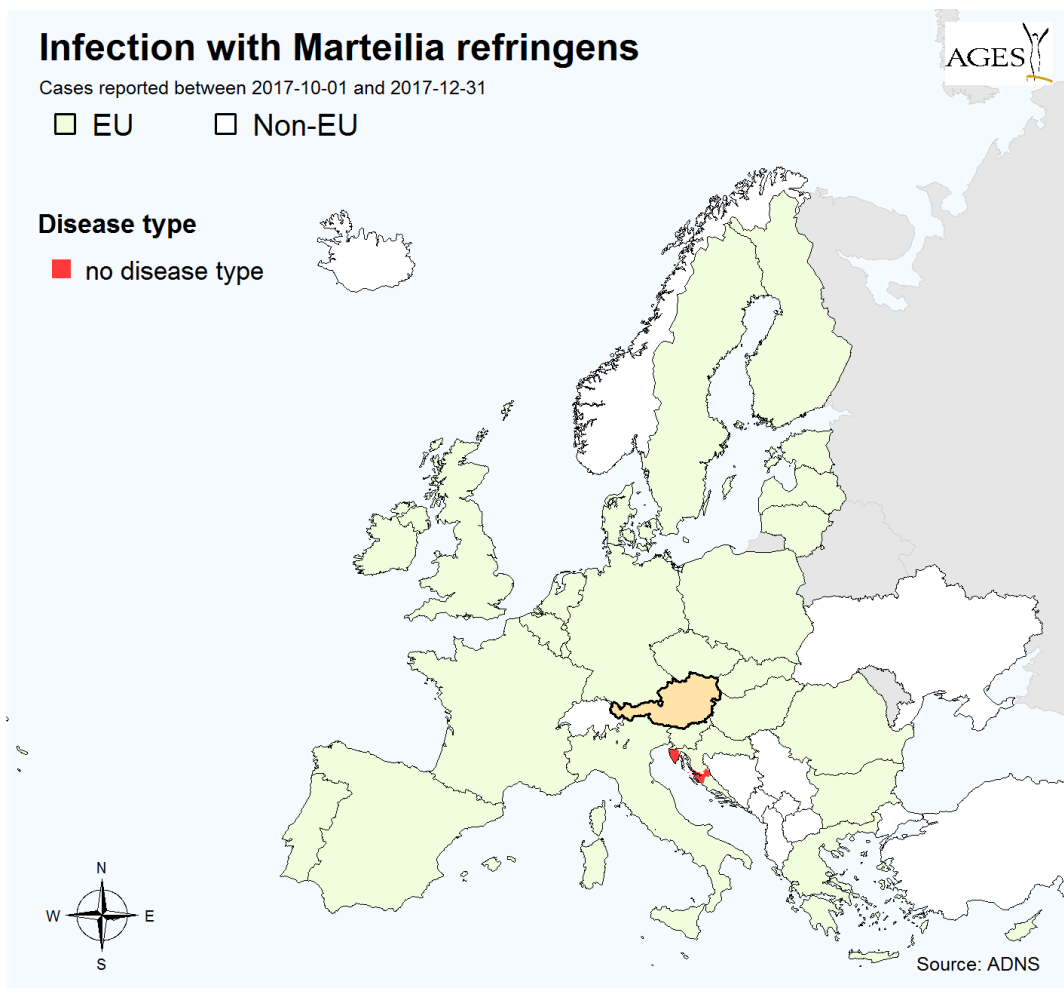 Infection with Marteilia refringens
AGES
Cases reported between 2017-10-01 and 2017-12-31
EU Non-EU
Disease type
no disease type
N
W E
S
Source: ADNS